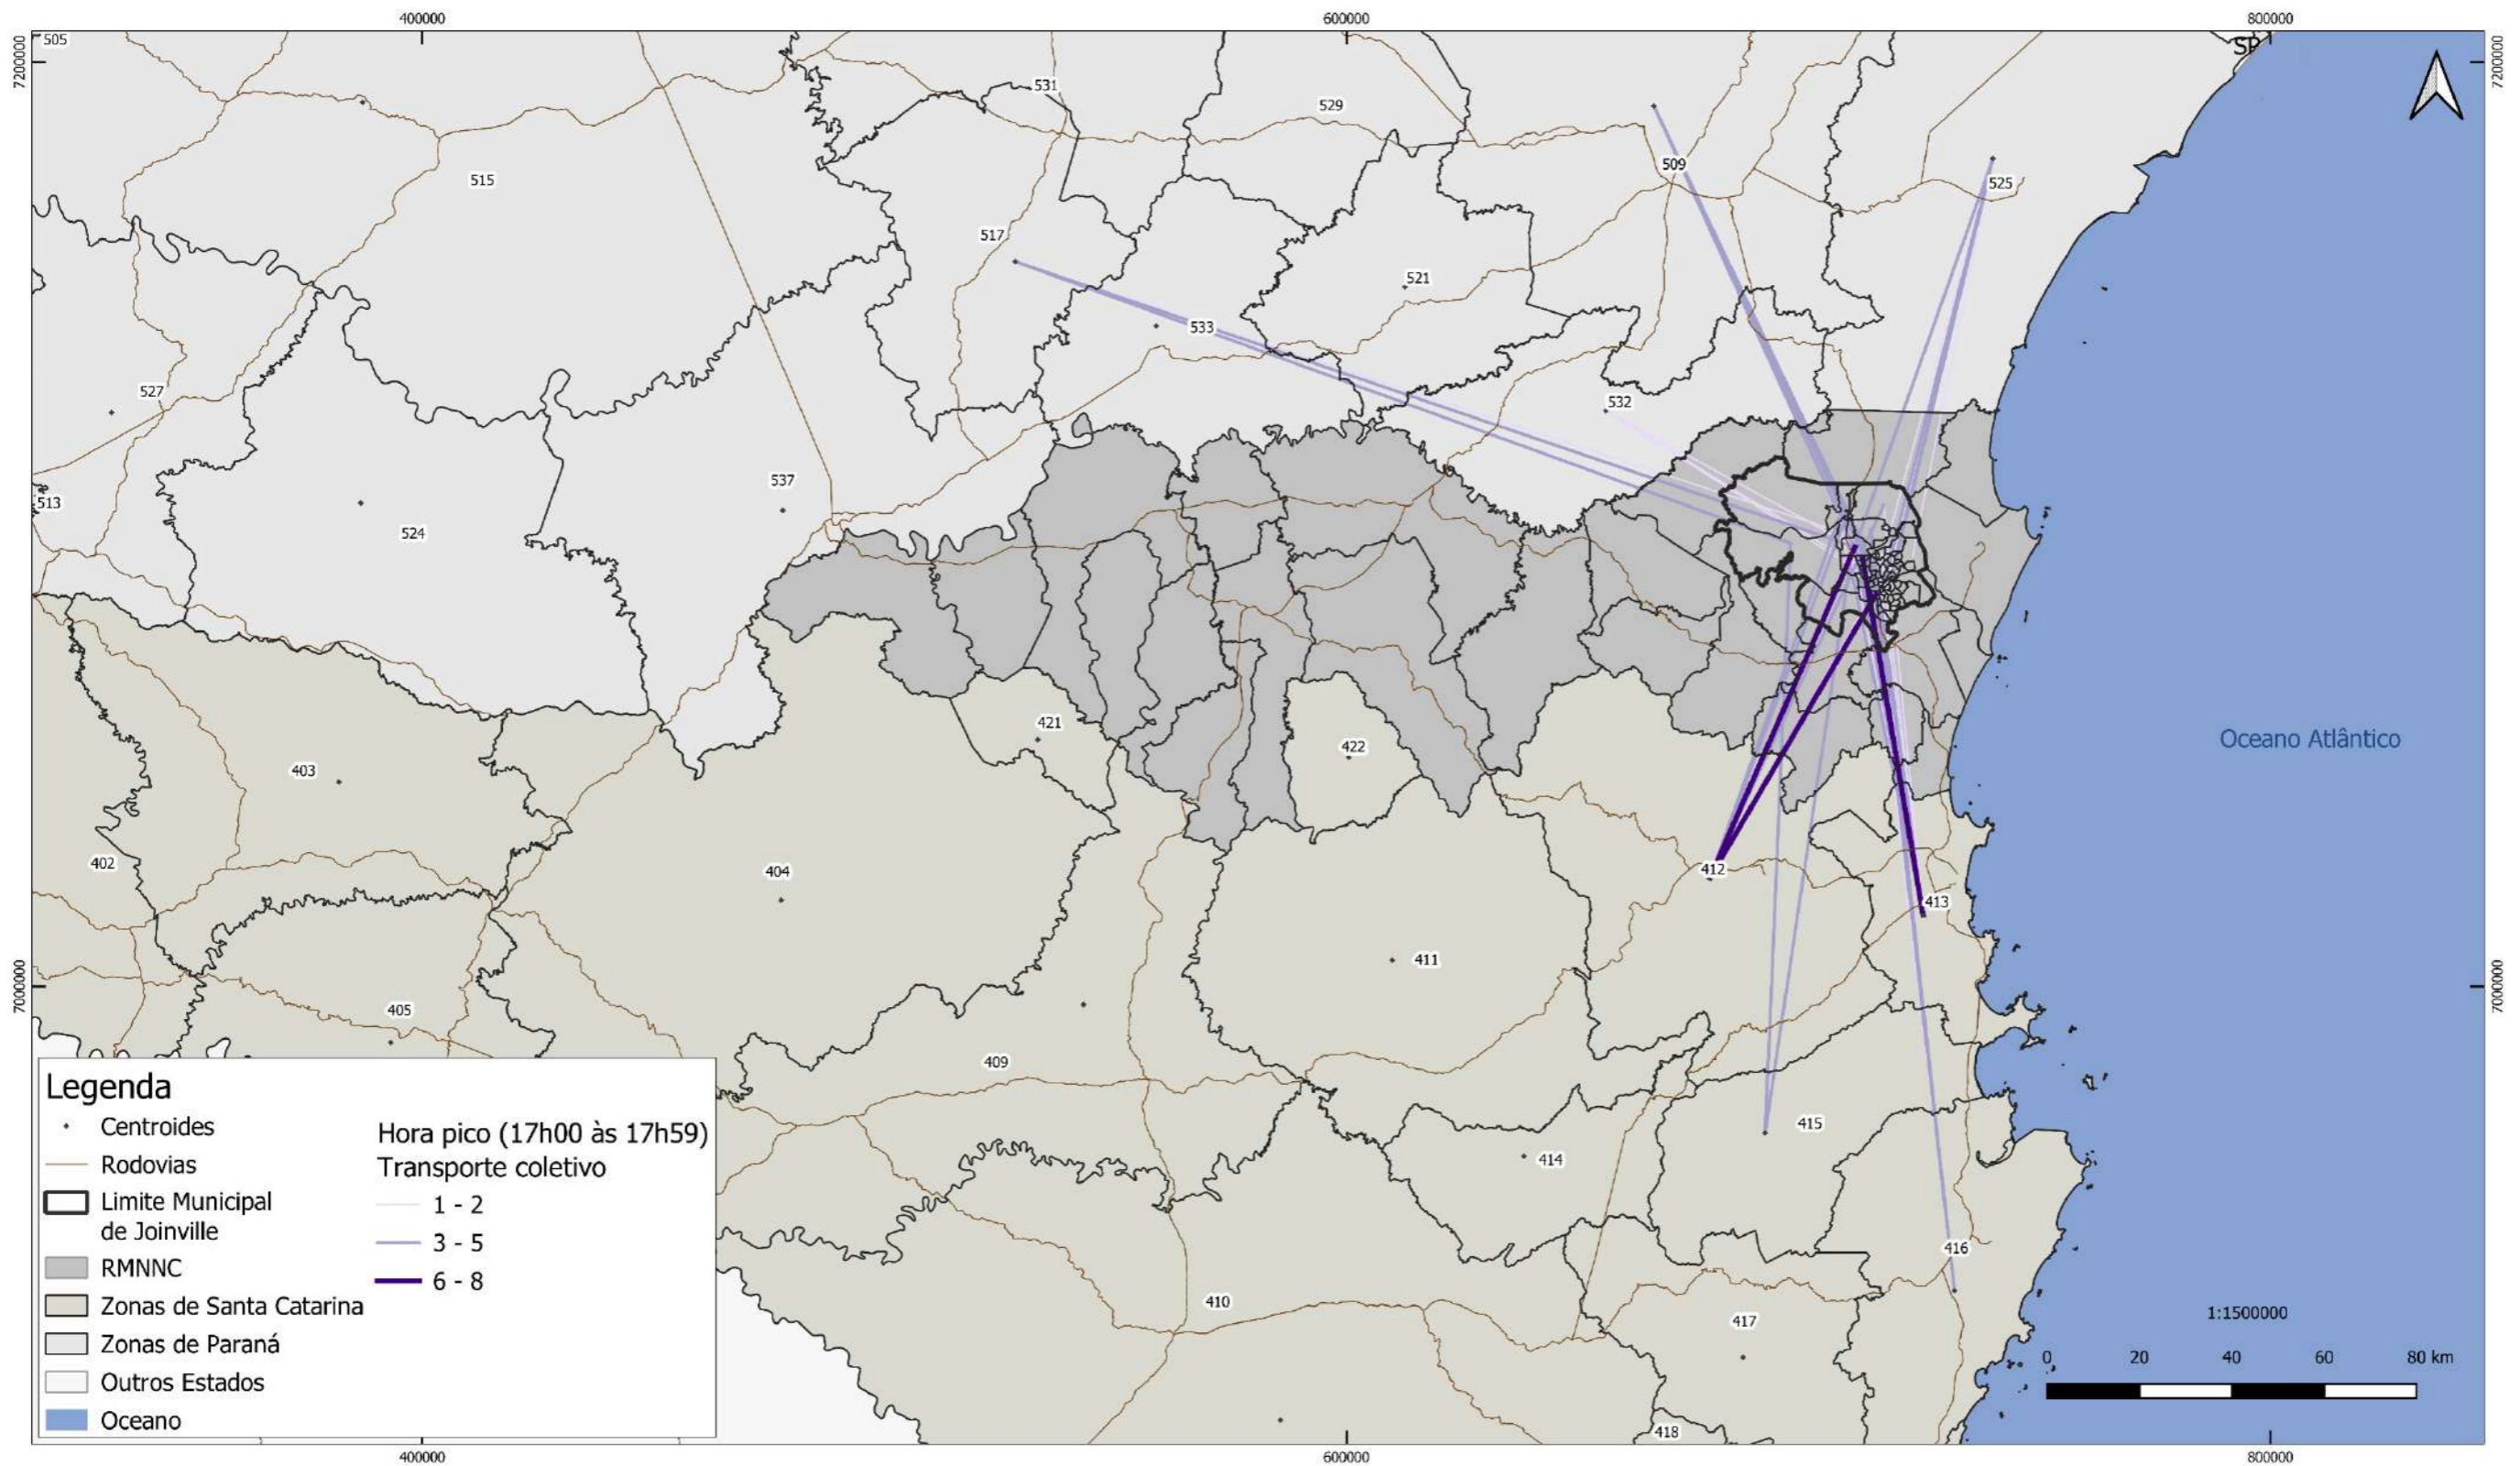 400000
600000
800000
7200000
7200000
505
SP
531
529
509
515
525
517
521
533
532
527
537
513
524
421
422
403
Oceano Atlântico
402
404
412
413
411
7000000
7000000
405
409
415
414
416
410
417
418
Legenda
Centroides
Rodovias
Limite Municipal
de Joinville
RMNNC
Zonas de Santa Catarina
Zonas de Paraná
Outros Estados
Oceano
Hora pico (17h00 às 17h59)
Transporte coletivo
1 - 2
3 - 5
6 - 8
1:1500000
0 20 40 60 80 km
400000
600000
800000